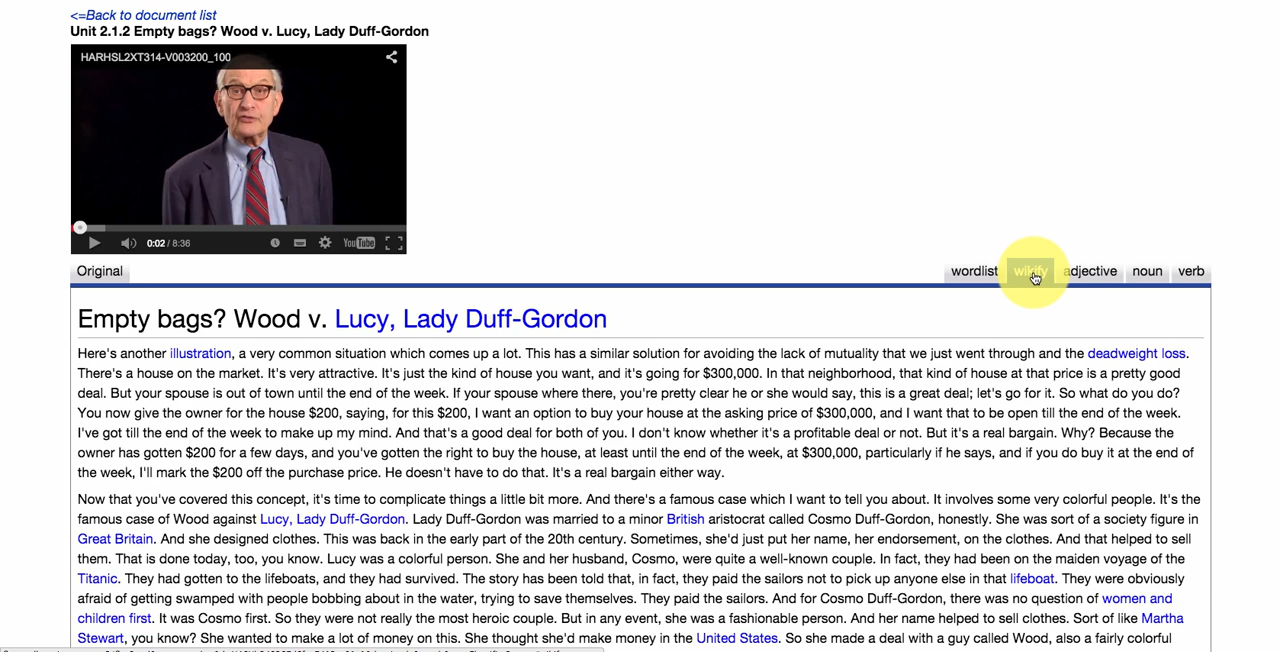 <=Back to document list
Unit 2.1.2 Empty bags? Wood v. Lucy, Lady Duff-Gordon
HARHSL2XT314-V003200_100
0:02 / 8:36
YouTube
Original
wordlist wikify adjective noun verb
Empty bags? Wood v. Lucy, Lady Duff-Gordon
Here's another illustration, a very common situation which comes up a lot. This has a similar solution for avoiding the lack of mutuality that we just went through and the deadweight loss.
There's a house on the market. It's very attractive. It's just the kind of house you want, and it's going for $300,000. In that neighborhood, that kind of house at that price is a pretty good
deal. But your spouse is out of town until the end of the week. If your spouse where there, you're pretty clear he or she would say, this is a great deal; let's go for it. So what do you do?
You now give the owner for the house $200, saying, for this $200, I want an option to buy your house at the asking price of $300,000, and I want that to be open till the end of the week.
I've got till the end of the week to make up my mind. And that's a good deal for both of you. I don't know whether it's a profitable deal or not. But it's a real bargain. Why? Because the
owner has gotten $200 for a few days, and you've gotten the right to buy the house, at least until the end of the week, at $300,000, particularly if he says, and if you do buy it at the end of
the week, I'll mark the $200 off the purchase price. He doesn't have to do that. It's a real bargain either way.
Now that you've covered this concept, it's time to complicate things a little bit more. And there's a famous case which I want to tell you about. It involves some very colorful people. It's the
famous case of Wood against Lucy, Lady Duff-Gordon. Lady Duff-Gordon was married to a minor British aristocrat called Cosmo Duff-Gordon, honestly. She was sort of a society figure in
Great Britain. And she designed clothes. This was back in the early part of the 20th century. Sometimes, she'd just put her name, her endorsement, on the clothes. And that helped to sell
them. That is done today, too, you know. Lucy was a colorful person. She and her husband, Cosmo, were quite a well-known couple. In fact, they had been on the maiden voyage of the
Titanic. They had gotten to the lifeboats, and they had survived. The story has been told that, in fact, they paid the sailors not to pick up anyone else in that lifeboat. They were obviously
afraid of getting swamped with people bobbing about in the water, trying to save themselves. They paid the sailors. And for Cosmo Duff-Gordon, there was no question of women and
children first. It was Cosmo first. So they were not really the most heroic couple. But in any event, she was a fashionable person. And her name helped to sell clothes. Sort of like Martha
Stewart, you know? She wanted to make a lot of money on this. She thought she'd make money in the United States. So she made a deal with a guy called Wood, also a fairly colorful